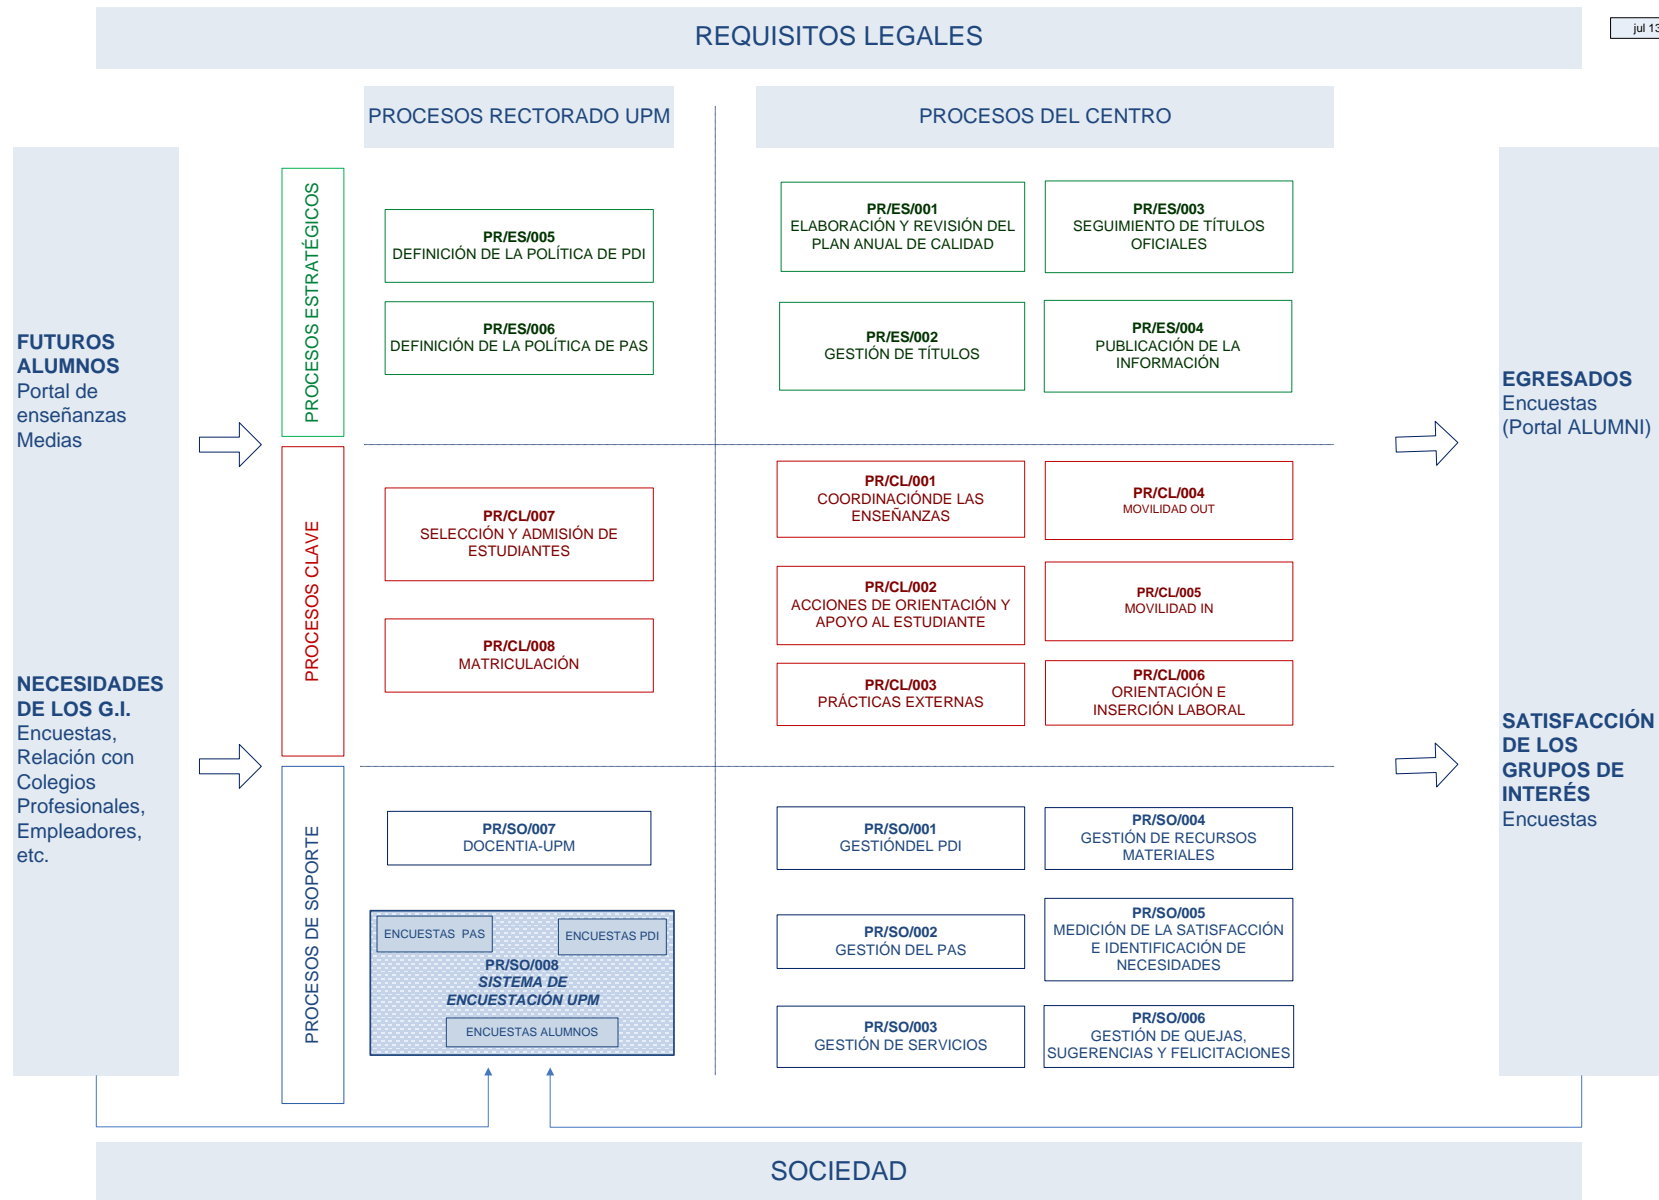 REQUISITOS LEGALES
jul 13
PROCESOS RECTORADO UPM
PROCESOS DEL CENTRO
FUTUROS
ALUMNOS
Portal de
enseñanzas
Medias
NECESIDADES
DE LOS G.I.
Encuestas,
Relación con
Colegios
Profesionales,
Empleadores,
etc.
PROCESOS ESTRATÉGICOS
PR/ES/005
DEFINICIÓN DE LA POLÍTICA DE PDI
PR/ES/006
DEFINICIÓN DE LA POLÍTICA DE PAS
PR/ES/001
ELABORACIÓN Y REVISIÓN DEL
PLAN ANUAL DE CALIDAD
PR/ES/003
SEGUIMIENTO DE TÍTULOS
OFICIALES
PR/ES/002
GESTIÓN DE TÍTULOS
PR/ES/004
PUBLICACIÓN DE LA
INFORMACIÓN
PROCESOS CLAVE
PR/CL/007
SELECCIÓN Y ADMISIÓN DE
ESTUDIANTES
PR/CL/008
MATRICULACIÓN
PR/CL/001
COORDINACIÓNDE LAS
ENSEÑANZAS
PR/CL/004
MOVILIDAD OUT
PR/CL/002
ACCIONES DE ORIENTACIÓN Y
APOYO AL ESTUDIANTE
PR/CL/005
MOVILIDAD IN
PR/CL/003
PRÁCTICAS EXTERNAS
PR/CL/006
ORIENTACIÓN E
INSERCIÓN LABORAL
PROCESOS DE SOPORTE
PR/SO/007
DOCENTIA-UPM
ENCUESTAS PAS
ENCUESTAS PDI
PR/SO/008
SISTEMA DE
ENCUESTACIÓN UPM
ENCUESTAS ALUMNOS
PR/SO/001
GESTIÓNDEL PDI
PR/SO/004
GESTIÓN DE RECURSOS
MATERIALES
PR/SO/002
GESTIÓN DEL PAS
PR/SO/005
MEDICIÓN DE LA SATISFACCIÓN
E IDENTIFICACIÓN DE
NECESIDADES
PR/SO/003
GESTIÓN DE SERVICIOS
PR/SO/006
GESTIÓN DE QUEJAS,
SUGERENCIAS Y FELICITACIONES
EGRESADOS
Encuestas
(Portal ALUMNI)
SATISFACCIÓN
DE LOS
GRUPOS DE
INTERÉS
Encuestas
SOCIEDAD